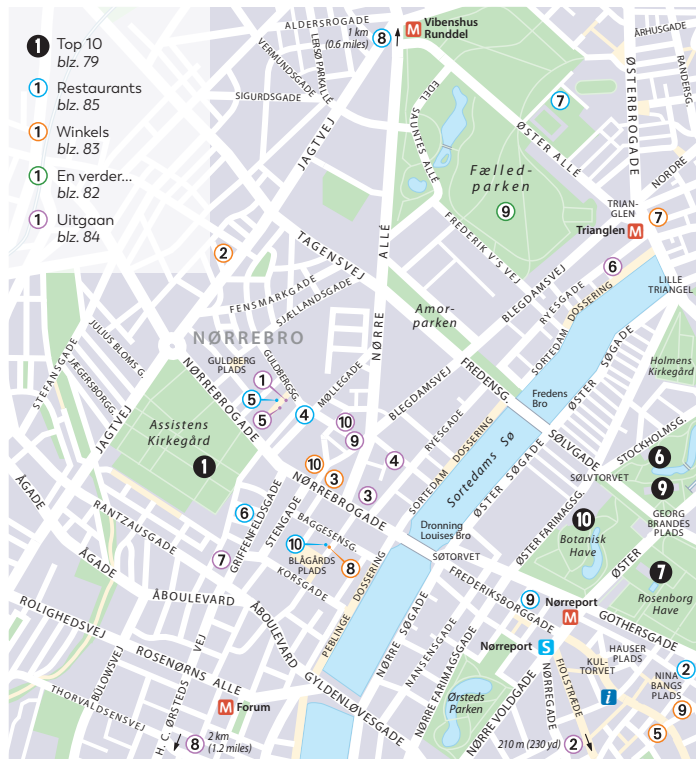 1 Top 10
blz. 79
1 Restaurants
blz. 85
1 Winkels
blz. 83
1 En verder...
blz. 82
1 Uitgaan
blz. 84
ALDERSROGADE
1 km
(0.6 miles)
8
M Vibenshus
Runddel
VERMUNDSGADE
LERSØ PARKALLÉ
SIGURDSGADE
JAGTVEJ
EDEL
SAUNTES ALLÉ
7
ØSTER ALLÉ
ØSTERBROGADE
ÅRHUSGADE
RANDERSG.
NORDRE
Fælled-
parken
9
TRIAN-
GLEN
Trianglen M
7
2
TAGENSVEJ
NØRRE ALLÉ
FREDERIK V'S VEJ
BLEGDAMSVEJ
RYESGADE
6
SORTEDAM DOSSERING
LILLE
TRIANGEL
FENSMARKGADE
SJÆLLANDSGADE
Amor-
parken
NØRREBRO
STEFANSGADE
JULIUS BLOMS G.
JÆGERSBORGG.
GULDBERG
PLADS
GULDBERGSG.
MØLLEGADE
NØRREBROGADE
1
5
5
4
10
9
BLEGDAMSVEJ
FREDENSG.
Fredens
Bro
ØSTER SØGADE
Holmens
Kirkegård
JAGTVEJ
Assistens
Kirkegård
1
RYESGADE
SORTEDAM DOSSERING
Sortedams Sø
ØSTER SØGADE
SØLVGADE
STOCKHOLMSG.
6
SØLVTORVET
9
4
10
3
3
NØRREBROGADE
ÅGADE
RANTZAUSGADE
6
GRIFFENFELDSGADE
STENGADE
BAGGESENSG.
Dronning
Louises Bro
ØSTER FARIMAGSG.
10
Botanisk
Have
GEORG
BRANDES
PLADS
ØSTER
7
Rosenborg
Have
7
10
BLÅGÅRDS
PLADS
8
KORSGADE
SØTORVET
FREDERIKSBORGGADE
9
Nørreport
M
GOTHERSGADE
ÅGADE
ÅBOULEVARD
ÅBOULEVARD
PEBLINGE DOSSERING
NØRRE SØGADE
NANSENSGADE
NØRRE FARIMAGSGADE
Nørreport S
HAUSER
PLADS
KUL-
TORVET
NINA
BANGS
PLADS
2
ROLIGHEDSVEJ
BÜLOWSVEJ
ROSENØRNS ALLE
THORVALDSENSVEJ
H. C. ØRSTEDS VEJ
M Forum
GYLDENLØVESGADE
Ørsteds
Parken
NØRRE VOLDGADE
NØRREGADE
FIOLSTRÆDE
i
9
5
8
2 km
(1.2 miles)
210 m (230 yd)
2